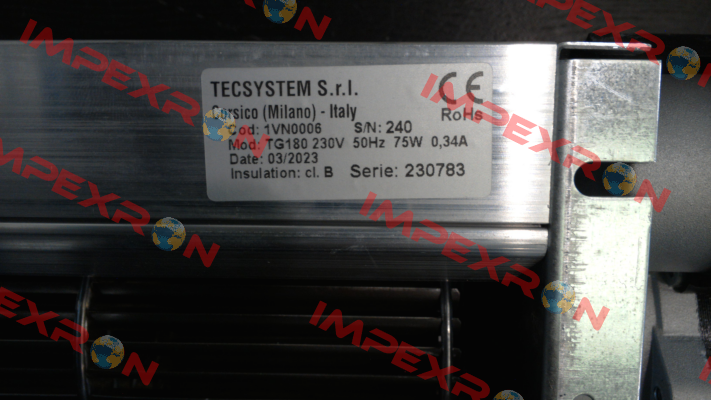 TECSYSTEM S.r.l.
Corsico (Milano) - Italy
CE
RoHs
Cod: 1VN0006 S/N: 240
Mod: TG180 230V 50Hz 75W 0,34A
Date: 03/2023
Insulation: cl. B Serie: 230783
IMPEXRON
IMPEXRON
IMPEXRON
IMPEXRON
IMPEXRON
IMPEXRON